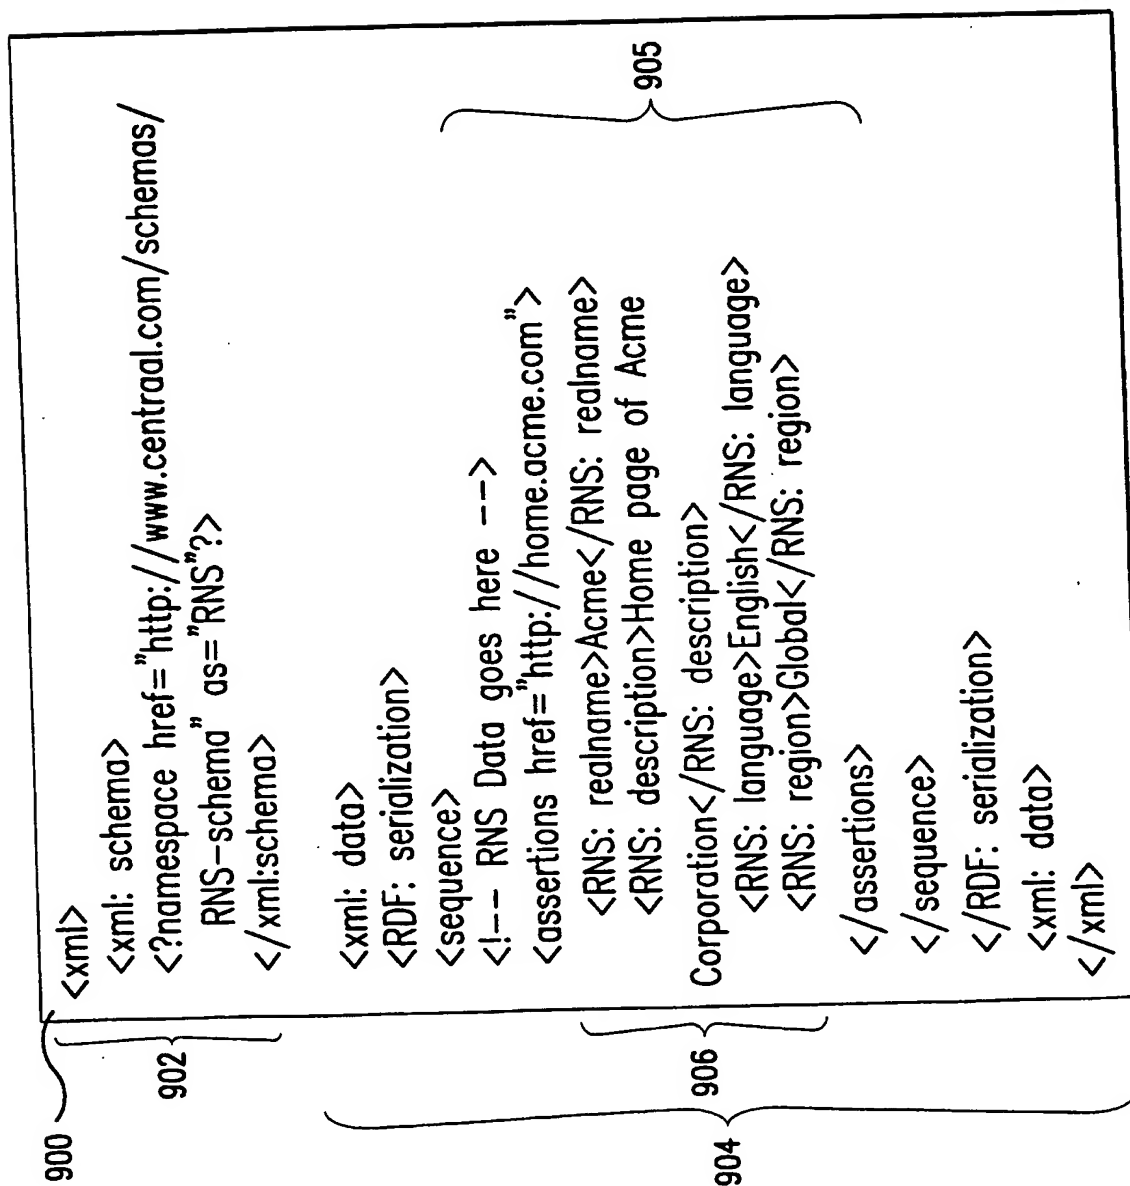 900
<xml>
<xml: schema>
<?namespace href="http://www.centraal.com/schemas/
RNS-schema" as="RNS"?>
</xml:schema>
902
<xml: data>
<RDF: serialization>
<sequence>
<!-- RNS Data goes here -->
<assertions href="http://home.acme.com">
<RNS: realname>Acme</RNS: realname>
<RNS: description>Home page of Acme
Corporation</RNS: description>
<RNS: language>English</RNS: language>
<RNS: region>Global</RNS: region>
</assertions>
</sequence>
</RDF: serialization>
<xml: data>
</xml>
904
906
905